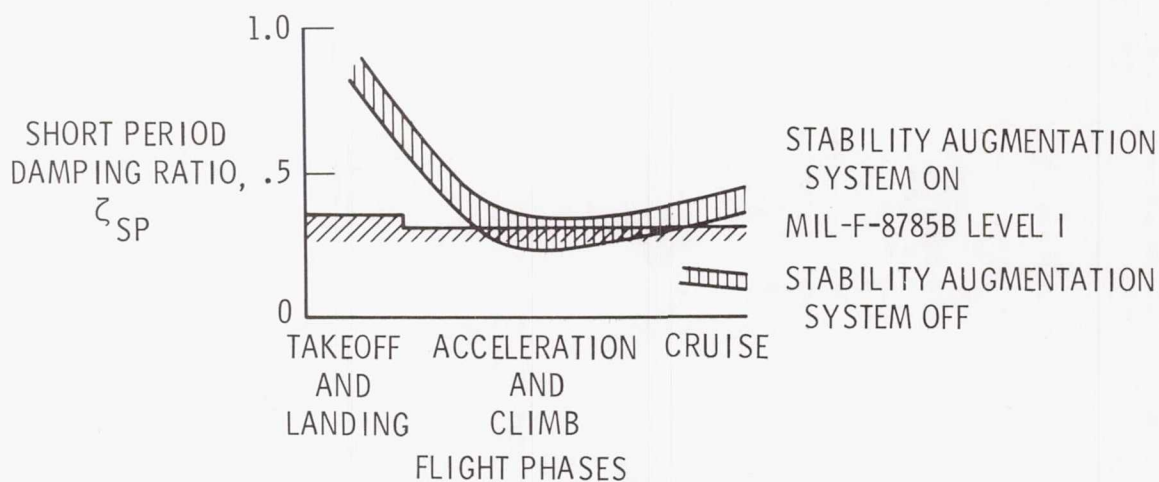 1.0
SHORT PERIOD
DAMPING RATIO, .5
ζSP
0
STABILITY AUGMENTATION
SYSTEM ON
MIL-F-8785B LEVEL I
STABILITY AUGMENTATION
SYSTEM OFF
TAKEOFF
AND
LANDING
ACCELERATION
AND
CLIMB
CRUISE
FLIGHT PHASES